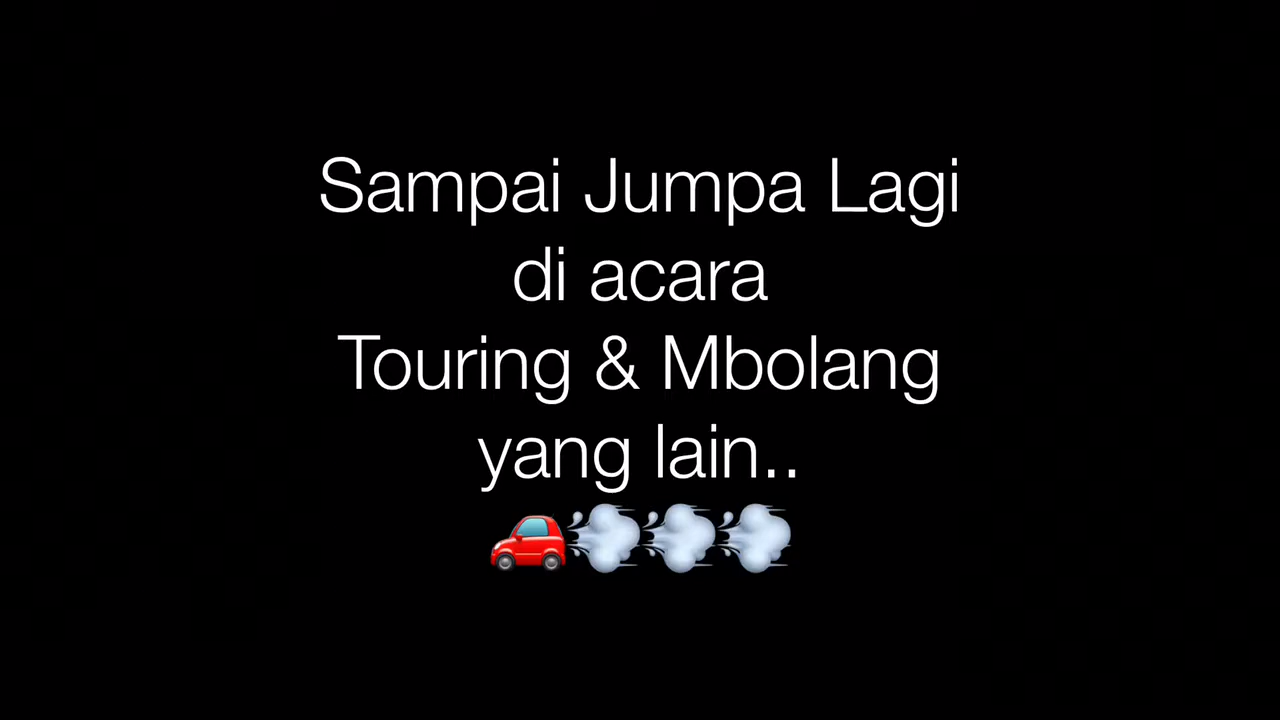 Sampai Jumpa Lagi
di acara
Touring & Mbolang
yang lain..
🚗💨💨💨